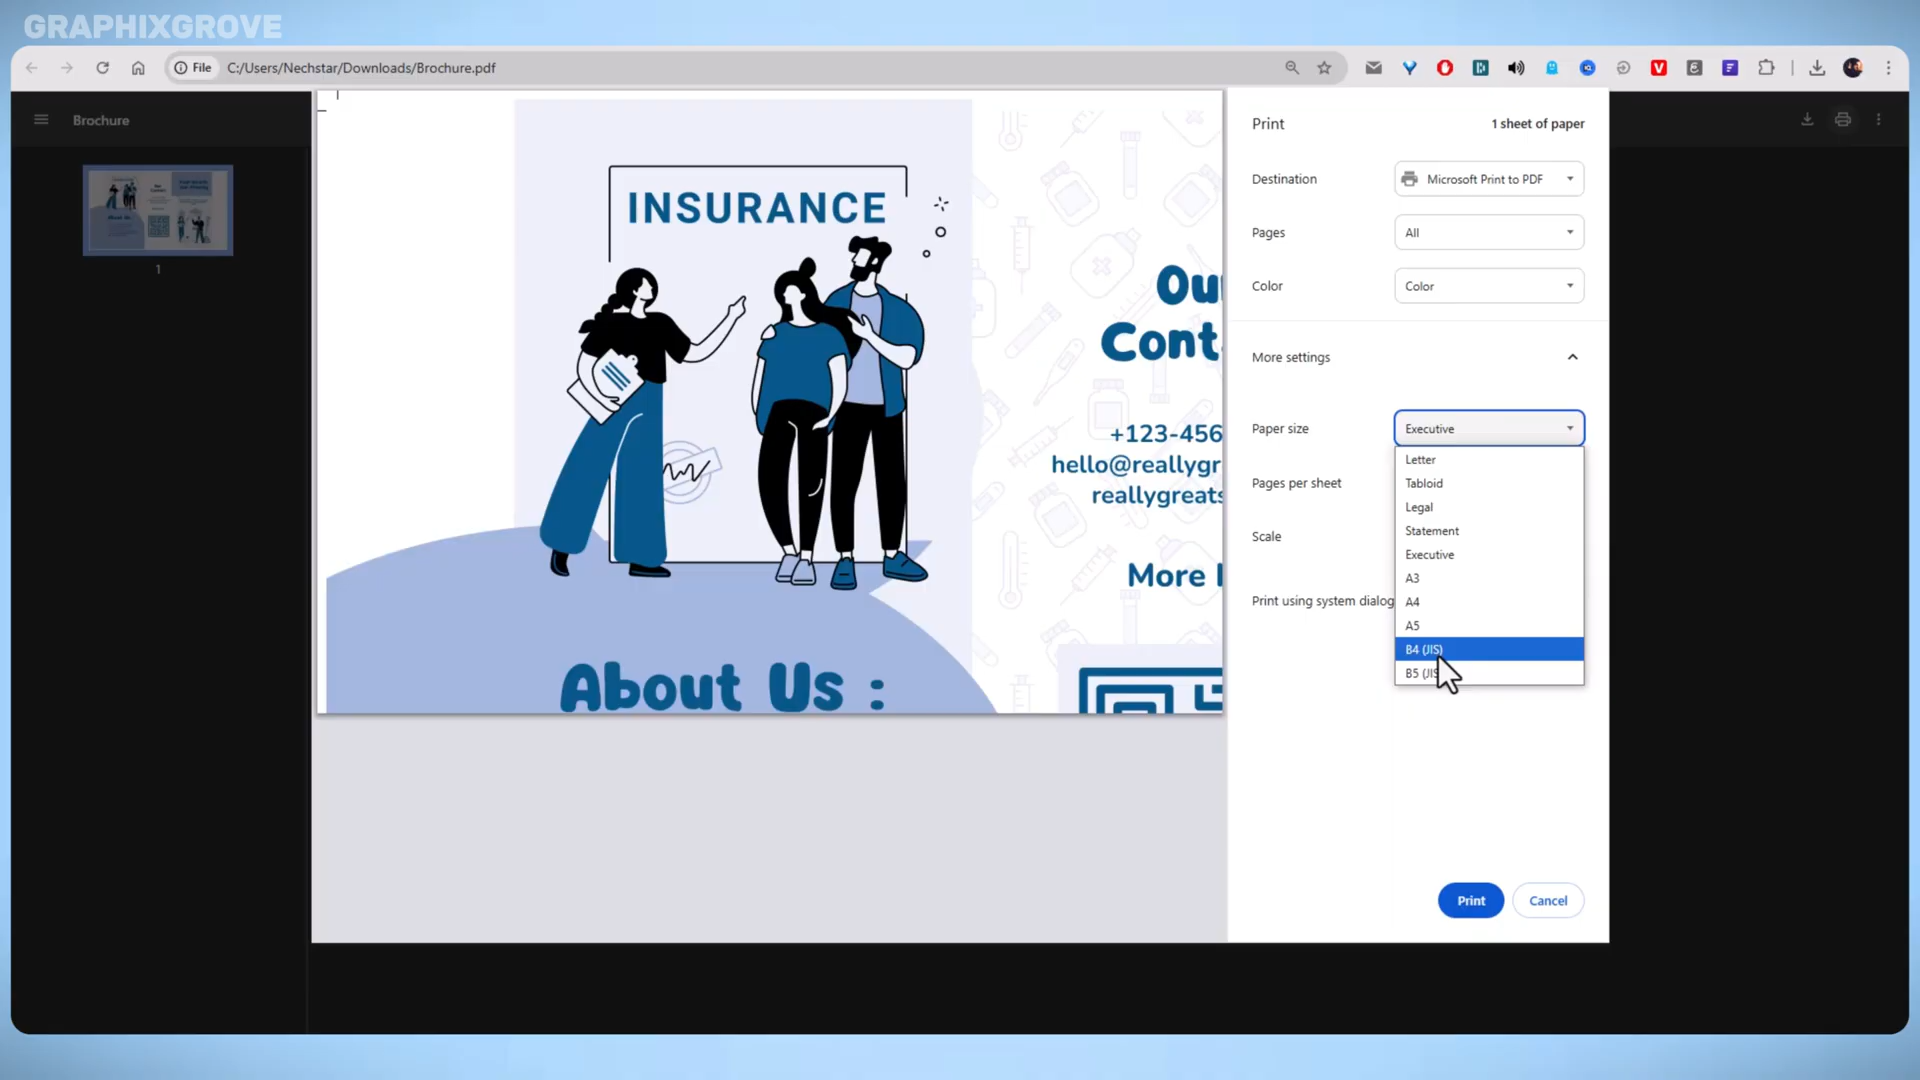 GRAPHIXGROVE
File C:/Users/Nechstar/Downloads/Brochure.pdf
Brochure
1
INSURANCE
Ou
Cont
+123-456
hello@reallygr
reallygreats
More
About Us :
Print 1 sheet of paper
Destination Microsoft Print to PDF
Pages All
Color Color
More settings
Paper size Executive
Letter
Tabloid
Pages per sheet
Legal
Statement
Scale
Executive
A3
Print using system dialog
A4
A5
B4 (JIS)
B5 (JIS
Print Cancel